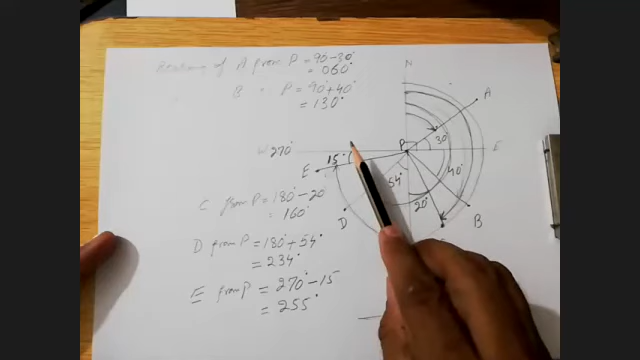 Bearing of A from P = 90° - 30°
= 060°
B " P = 90° + 40°
= 130°
W 270°
C from P = 180° - 20°
= 160°
D from P = 180° + 54°
= 234°
E from P = 270° - 15
= 255°
N
A
P
30°
E
15°
E
40°
54°
20°
D
B